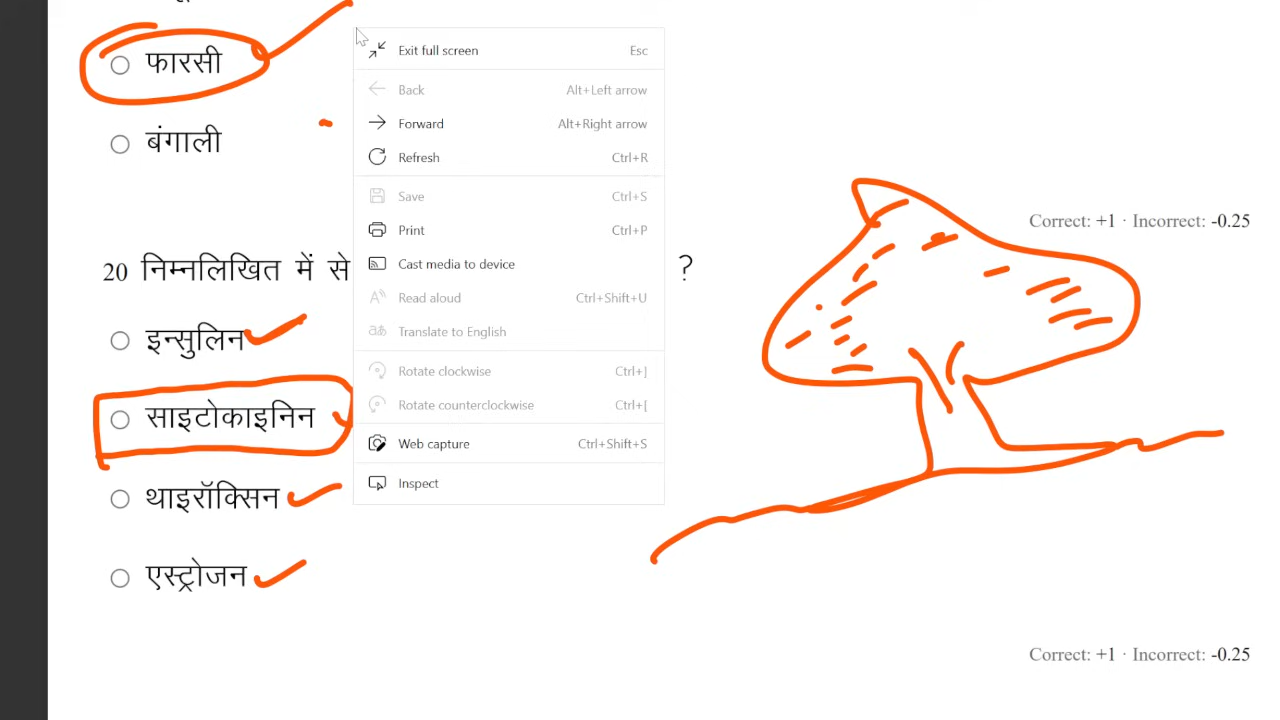 फारसी
Exit full screen Esc
Back Alt+Left arrow
बंगाली
Forward Alt+Right arrow
Refresh Ctrl+R
Save Ctrl+S
Correct: +1 · Incorrect: -0.25
Print Ctrl+P
20 निम्नलिखित में से ?
Cast media to device
Read aloud Ctrl+Shift+U
इन्सुलिन
Translate to English
Rotate clockwise Ctrl+]
Rotate counterclockwise Ctrl+[
साइटोकाइनिन
Web capture Ctrl+Shift+S
Inspect
थाइरॉक्सिन
एस्ट्रोजन
Correct: +1 · Incorrect: -0.25